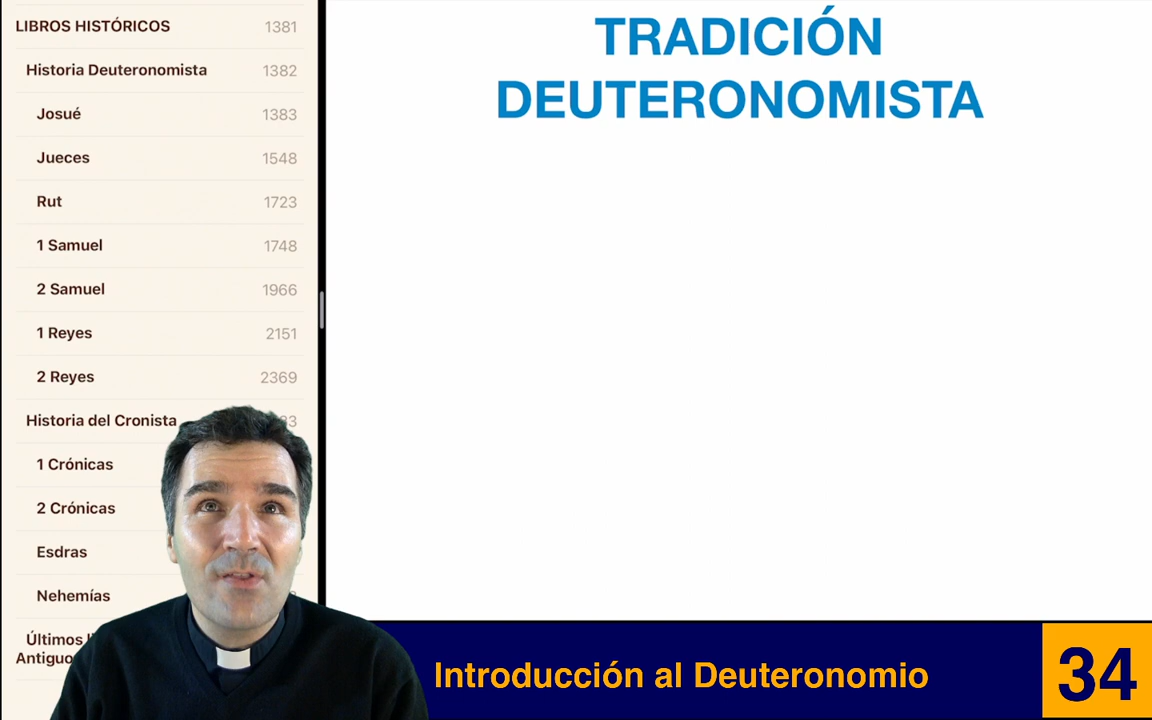 LIBROS HISTÓRICOS 1381
Historia Deuteronomista 1382
Josué 1383
Jueces 1548
Rut 1723
1 Samuel 1748
2 Samuel 1966
1 Reyes 2151
2 Reyes 2369
Historia del Cronista
1 Crónicas
2 Crónicas
Esdras
Nehemías
Últimos
TRADICIÓN
DEUTERONOMISTA
Introducción al Deuteronomio
34